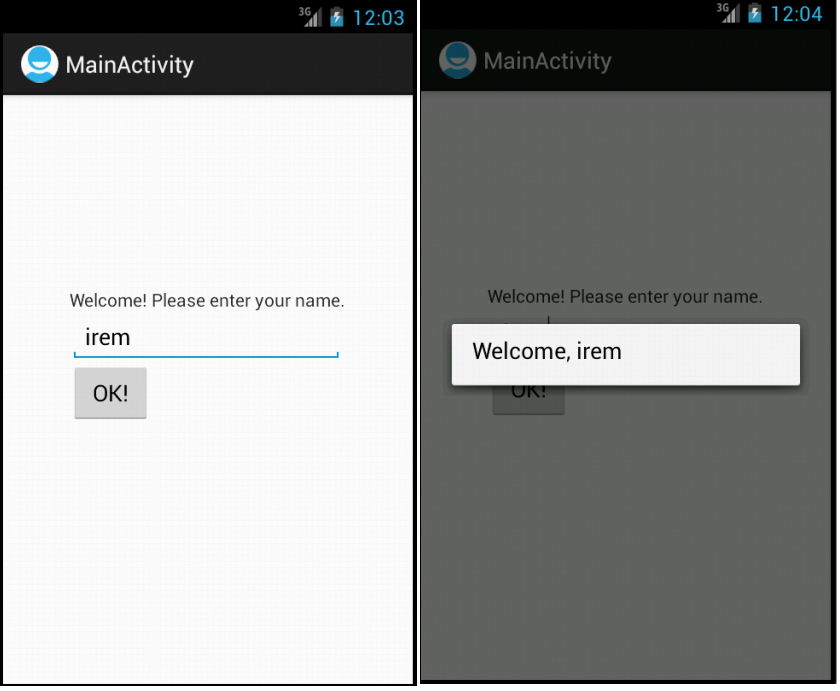 3G 12:03
MainActivity
Welcome! Please enter your name.
irem
OK!
3G 12:04
MainActivity
Welcome! Please enter your name.
Welcome, irem
OK!